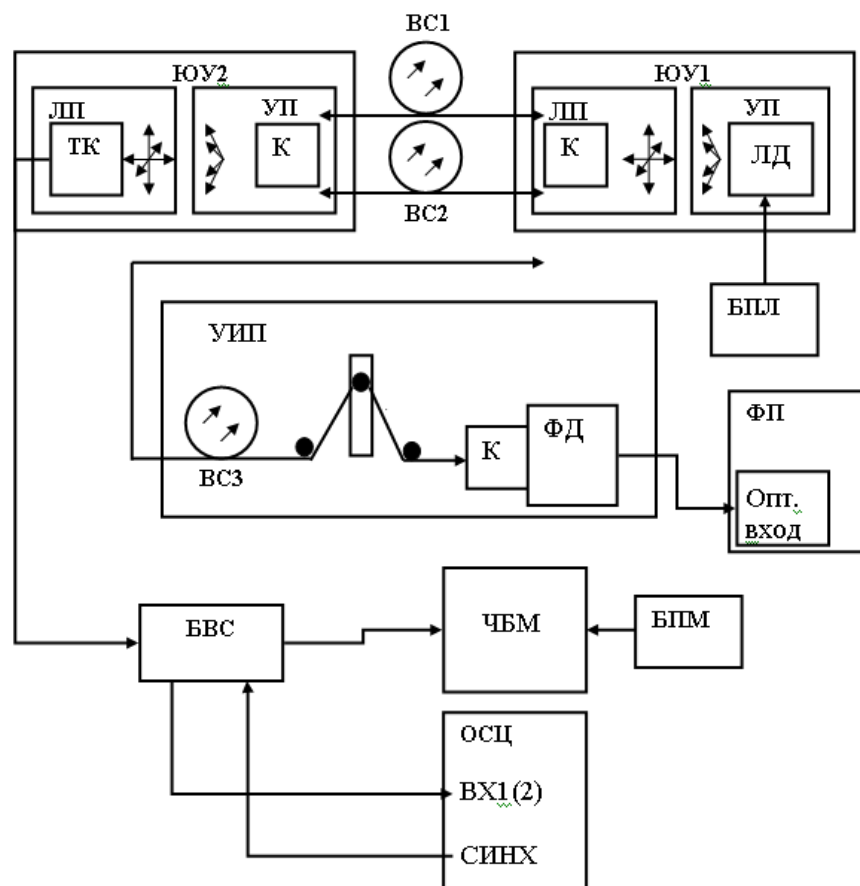 ВС1
ЮУ2
ЮУ1
ЛП
УП
ЛП
УП
ТК
К
К
ЛД
ВС2
БПЛ
УИП
ФП
ФД
К
ВС3
Опт.
вход
БВС
ЧБМ
БПМ
ОСЦ
ВХ1(2)
СИНХ